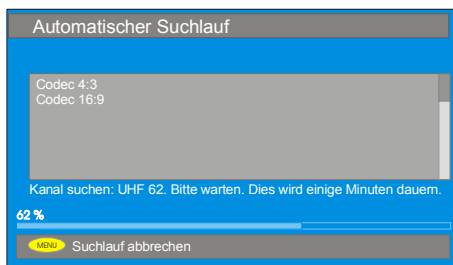 Automatischer Suchlauf
Codec 4:3
Codec 16:9
Kanal suchen: UHF 62. Bitte warten. Dies wird einige Minuten dauern.
62 %
MENU Suchlauf abbrechen